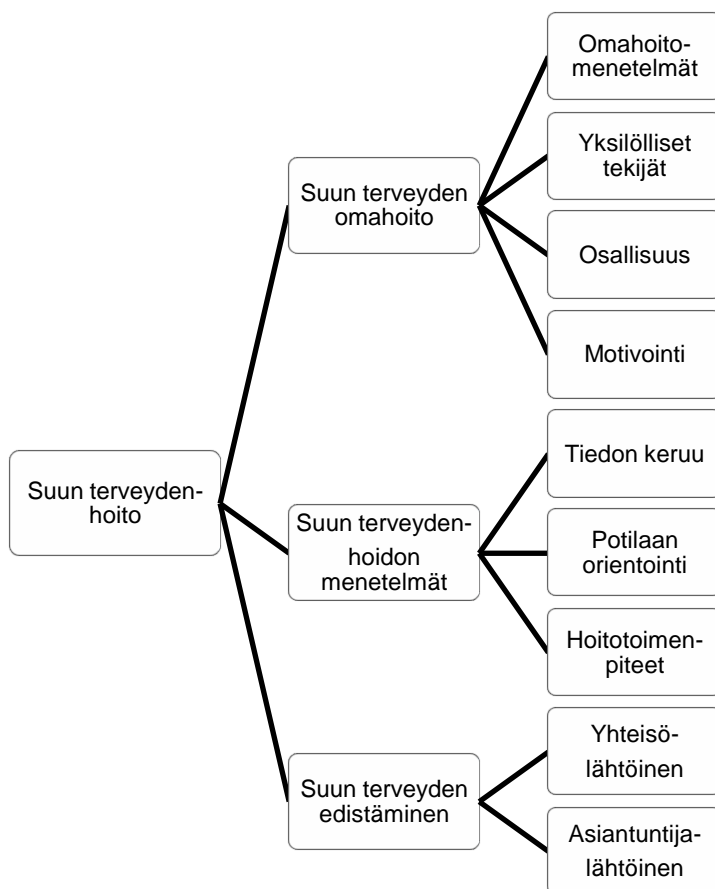 Omahoito-
menetelmät
Yksilölliset
tekijät
Suun terveyden
omahoito
Osallisuus
Motivointi
Suun terveyden-
hoito
Tiedon keruu
Suun terveyden-
hoidon
menetelmät
Potilaan
orientointi
Hoitotoimen-
piteet
Yhteisö-
lähtöinen
Suun terveyden
edistäminen
Asiantuntija-
lähtöinen